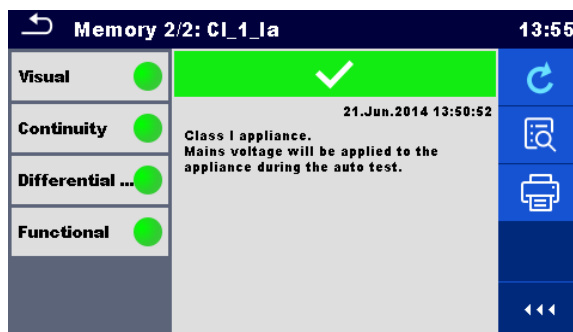 Memory 2/2: Cl_1_Ia
13:55
Visual
Continuity
Differential ...
Functional
21.Jun.2014 13:50:52
Class I appliance.
Mains voltage will be applied to the
appliance during the auto test.